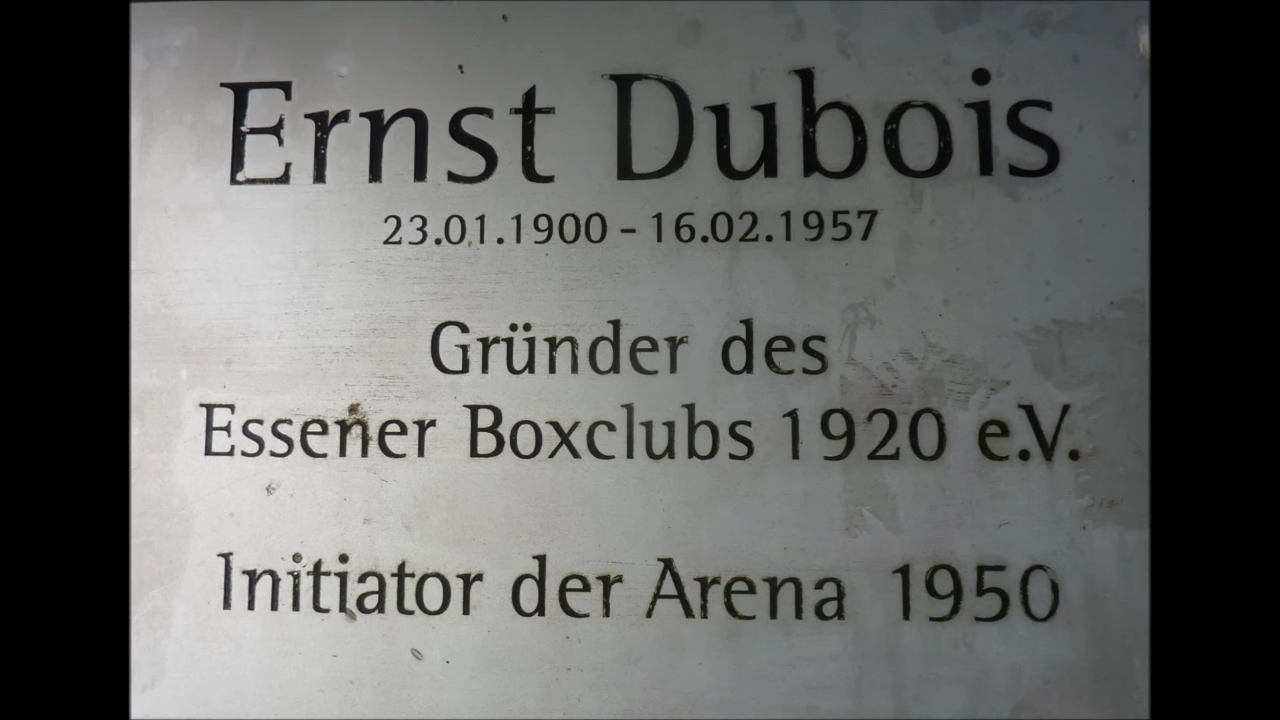 Ernst Dubois
23.01.1900 - 16.02.1957
Gründer des
Essener Boxclubs 1920 e.V.
Initiator der Arena 1950